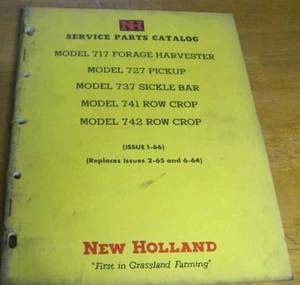 NH
SERVICE PARTS CATALOG
MODEL 717 FORAGE HARVESTER
MODEL 727 PICKUP
MODEL 737 SICKLE BAR
MODEL 741 ROW CROP
MODEL 742 ROW CROP
(ISSUE 1-66)
(Replaces Issues 2-65 and 6-64)
NEW HOLLAND
"First in Grassland Farming"